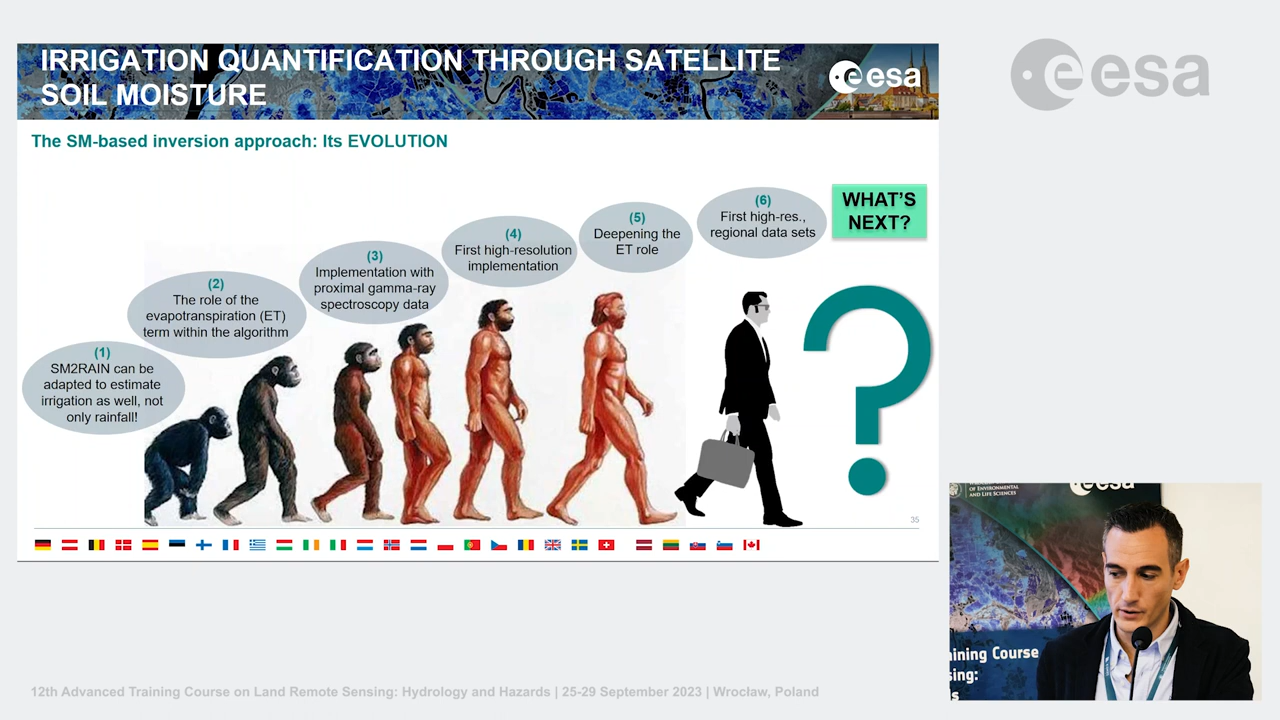 IRRIGATION QUANTIFICATION THROUGH SATELLITE
SOIL MOISTURE
esa
esa
The SM-based inversion approach: Its EVOLUTION
(1)
SM2RAIN can be
adapted to estimate
irrigation as well, not
only rainfall!
(2)
The role of the
evapotranspiration (ET)
term within the algorithm
(3)
Implementation with
proximal gamma-ray
spectroscopy data
(4)
First high-resolution
implementation
(5)
Deepening the
ET role
(6)
First high-res.,
regional data sets
WHAT'S
NEXT?
?
35
OF ENVIRONMENTAL
AND LIFE SCIENCES
esa
ining Course
sing:
s
12th Advanced Training Course on Land Remote Sensing: Hydrology and Hazards | 25-29 September 2023 | Wrocław, Poland